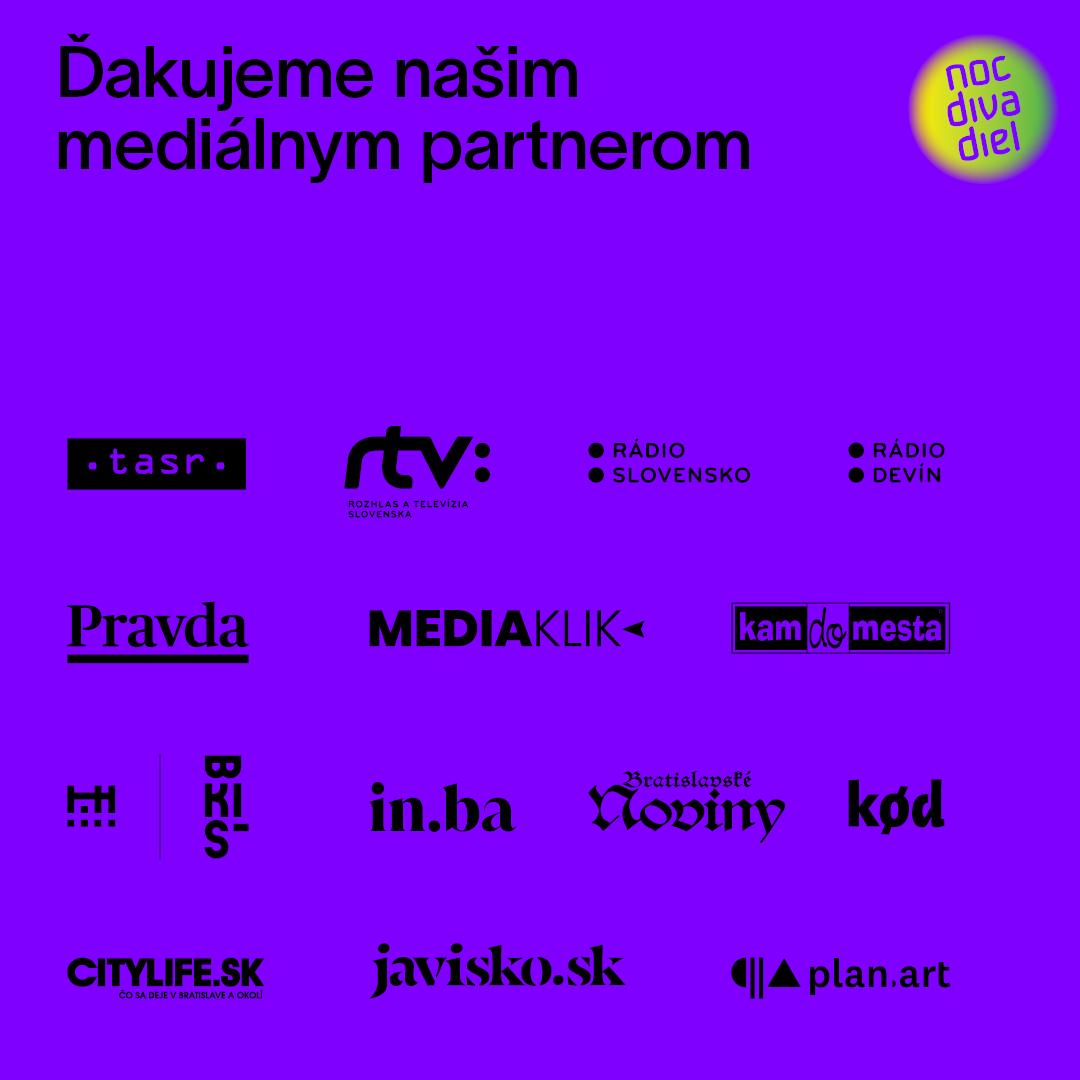 Ďakujeme našim
mediálnym partnerom
noc
diva
diel
.tasr.
rtv:
ROZHLAS A TELEVÍZIA
SLOVENSKA
RÁDIO
SLOVENSKO
RÁDIO
DEVÍN
Pravda
MEDIAKLIK
kam do mesta
BKIS
in.ba
Bratislavské
Noviny
kød
CITYLIFE.SK
ČO SA DEJE V BRATISLAVE A OKOLÍ
javisko.sk
plan.art